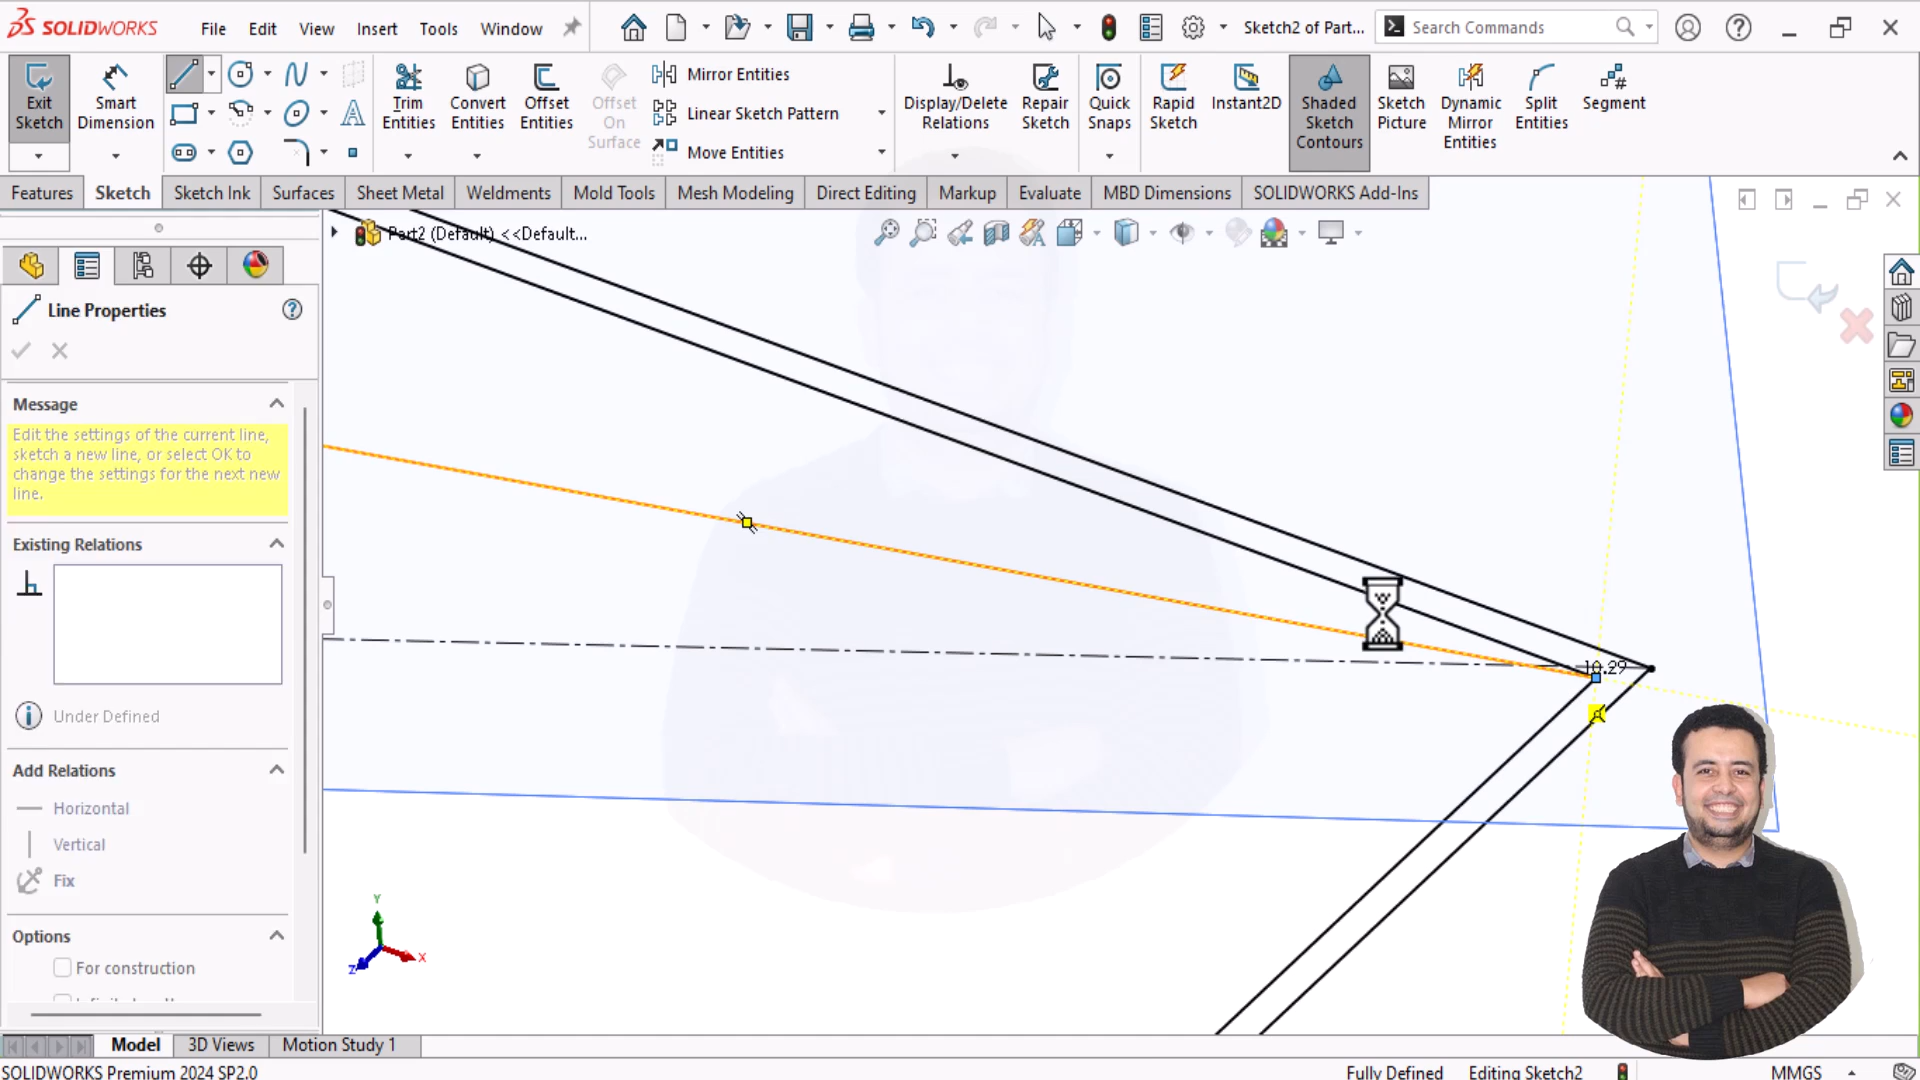 SOLIDWORKS
File
Edit
View
Insert
Tools
Window
Sketch2 of Part...
Search Commands
Exit
Sketch
Smart
Dimension
Trim
Entities
Convert
Entities
Offset
Entities
Offset
On
Surface
Mirror Entities
Linear Sketch Pattern
Move Entities
Display/Delete
Relations
Repair
Sketch
Quick
Snaps
Rapid
Sketch
Instant2D
Shaded
Sketch
Contours
Sketch
Picture
Dynamic
Mirror
Entities
Split
Entities
Segment
Features
Sketch
Sketch Ink
Surfaces
Sheet Metal
Weldments
Mold Tools
Mesh Modeling
Direct Editing
Markup
Evaluate
MBD Dimensions
SOLIDWORKS Add-Ins
Part2 (Default) <<Default...
Line Properties
Message
Edit the settings of the current line,
sketch a new line, or select OK to
change the settings for the next new
line.
Existing Relations
Under Defined
Add Relations
Horizontal
Vertical
Fix
Options
For construction
10.29
Y
X
Z
Model
3D Views
Motion Study 1
SOLIDWORKS Premium 2024 SP2.0
Fully Defined
Editing Sketch2
MMGS